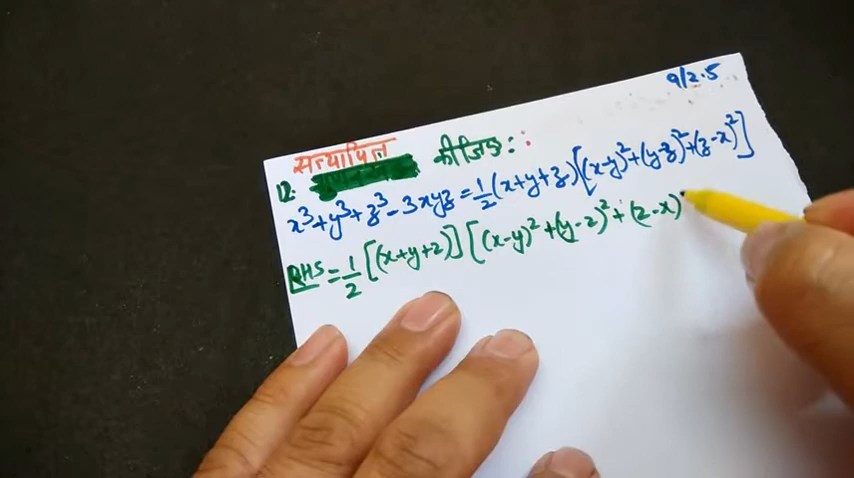 9/2.5
सत्यापित कीजिए :
12.
x³+y³+z³-3xyz=½(x+y+z)[(x-y)²+(y-z)²+(z-x)²]
RHS = ½[(x+y+z)][(x-y)²+(y-z)²+(z-x)